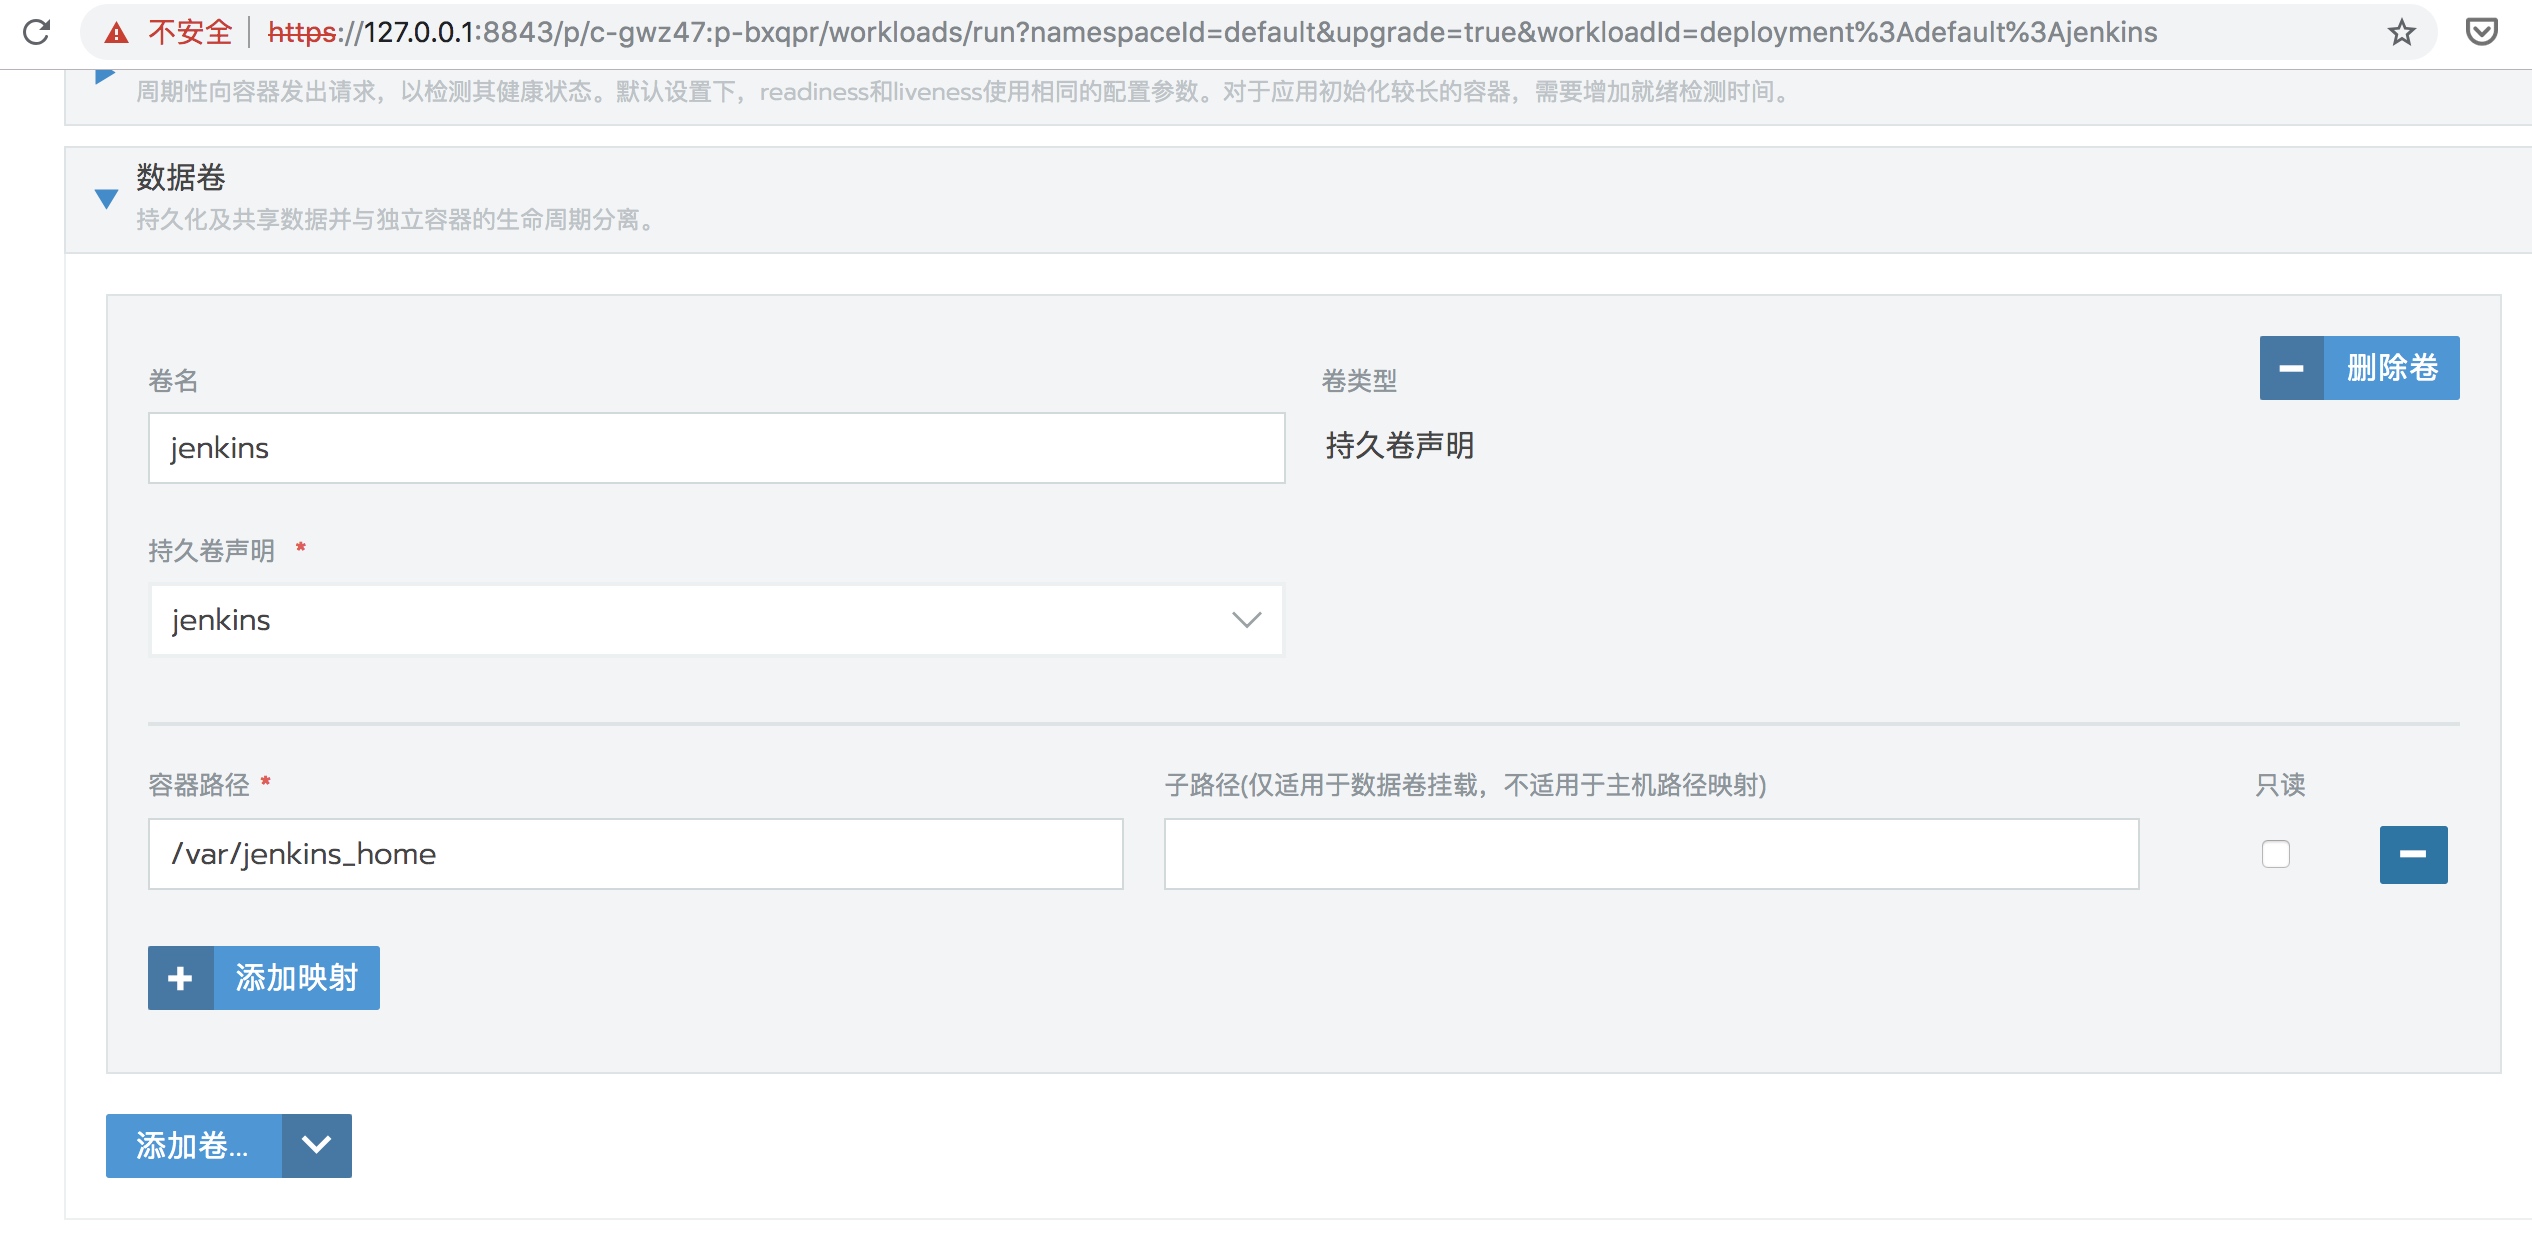 不安全 | https://127.0.0.1:8843/p/c-gwz47:p-bxqpr/workloads/run?namespaceId=default&upgrade=true&workloadId=deployment%3Adefault%3Ajenkins
周期性向容器发出请求，以检测其健康状态。默认设置下，readiness和liveness使用相同的配置参数。对于应用初始化较长的容器，需要增加就绪检测时间。
数据卷
持久化及共享数据并与独立容器的生命周期分离。
卷名
卷类型
删除卷
jenkins
持久卷声明
持久卷声明 *
jenkins
容器路径 *
子路径(仅适用于数据卷挂载，不适用于主机路径映射)
只读
/var/jenkins_home
添加映射
添加卷...